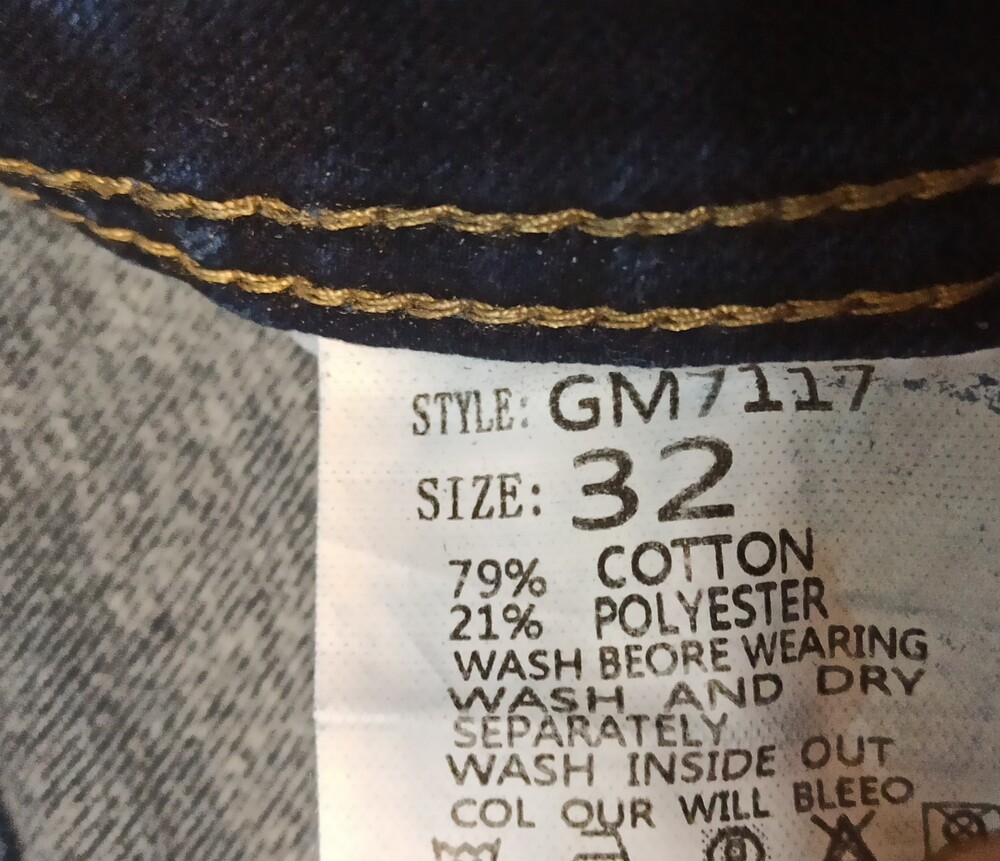 STYLE: GM7117
SIZE: 32
79% COTTON
21% POLYESTER
WASH BEORE WEARING
WASH AND DRY
SEPARATELY
WASH INSIDE OUT
COL OUR WILL BLEEO